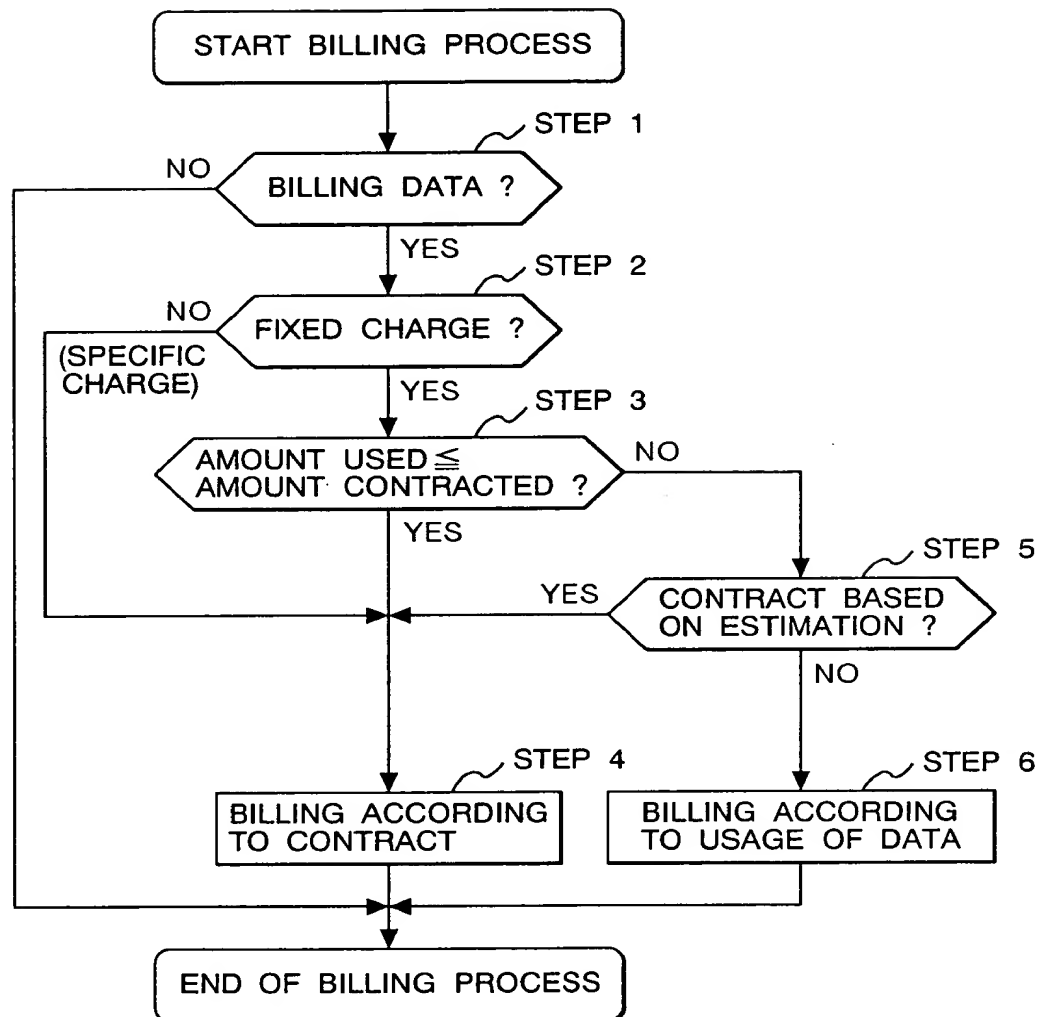 START BILLING PROCESS
STEP 1
NO
BILLING DATA ?
YES
STEP 2
NO
FIXED CHARGE ?
(SPECIFIC
CHARGE)
YES
STEP 3
AMOUNT USED≦
AMOUNT CONTRACTED ?
NO
YES
STEP 5
YES
CONTRACT BASED
ON ESTIMATION ?
NO
STEP 4
STEP 6
BILLING ACCORDING
TO CONTRACT
BILLING ACCORDING
TO USAGE OF DATA
END OF BILLING PROCESS